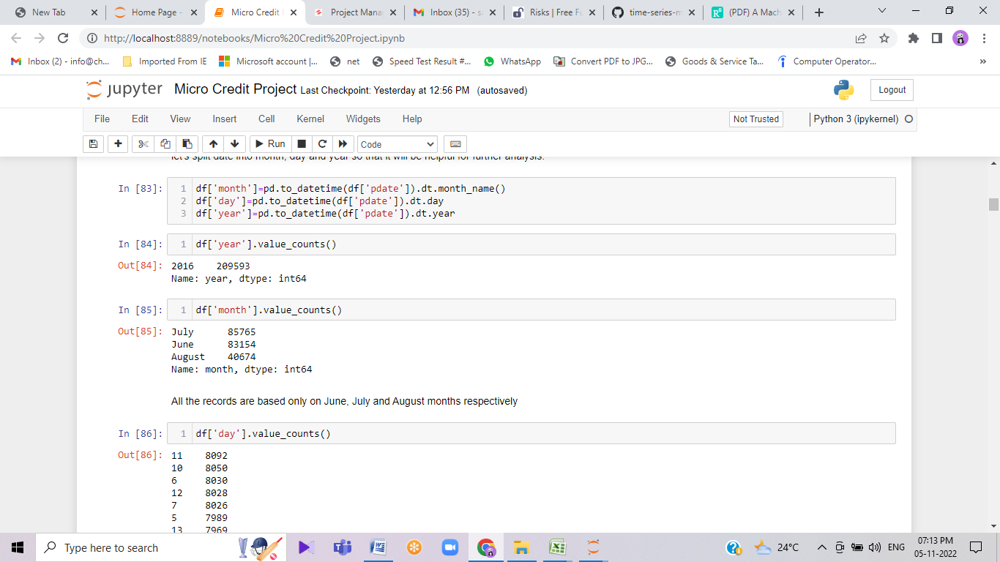 New Tab
Home Page -
Micro Credit
Project Mana
Inbox (35) - s
Risks | Free F
time-series-m
(PDF) A Mach
http://localhost:8889/notebooks/Micro%20Credit%20Project.ipynb
Inbox (2) - info@ch...
Imported From IE
Microsoft account |...
net
Speed Test Result #...
WhatsApp
Convert PDF to JPG...
Goods & Service Ta...
Computer Operator...
»
jupyter Micro Credit Project Last Checkpoint: Yesterday at 12:56 PM (autosaved)
Logout
File Edit View Insert Cell Kernel Widgets Help
Not Trusted
Python 3 (ipykernel)
Run
Code
let's split date into month, day and year so that it will be helpful for further analysis.
In [83]:
1 df['month']=pd.to_datetime(df['pdate']).dt.month_name()
2 df['day']=pd.to_datetime(df['pdate']).dt.day
3 df['year']=pd.to_datetime(df['pdate']).dt.year
In [84]: 1 df['year'].value_counts()
Out[84]: 2016 209593
Name: year, dtype: int64
In [85]: 1 df['month'].value_counts()
Out[85]: July 85765
June 83154
August 40674
Name: month, dtype: int64
All the records are based only on June, July and August months respectively
In [86]: 1 df['day'].value_counts()
Out[86]: 11 8092
10 8050
6 8030
12 8028
7 8026
5 7989
13 7969
Type here to search
24°C
ENG
07:13 PM
05-11-2022